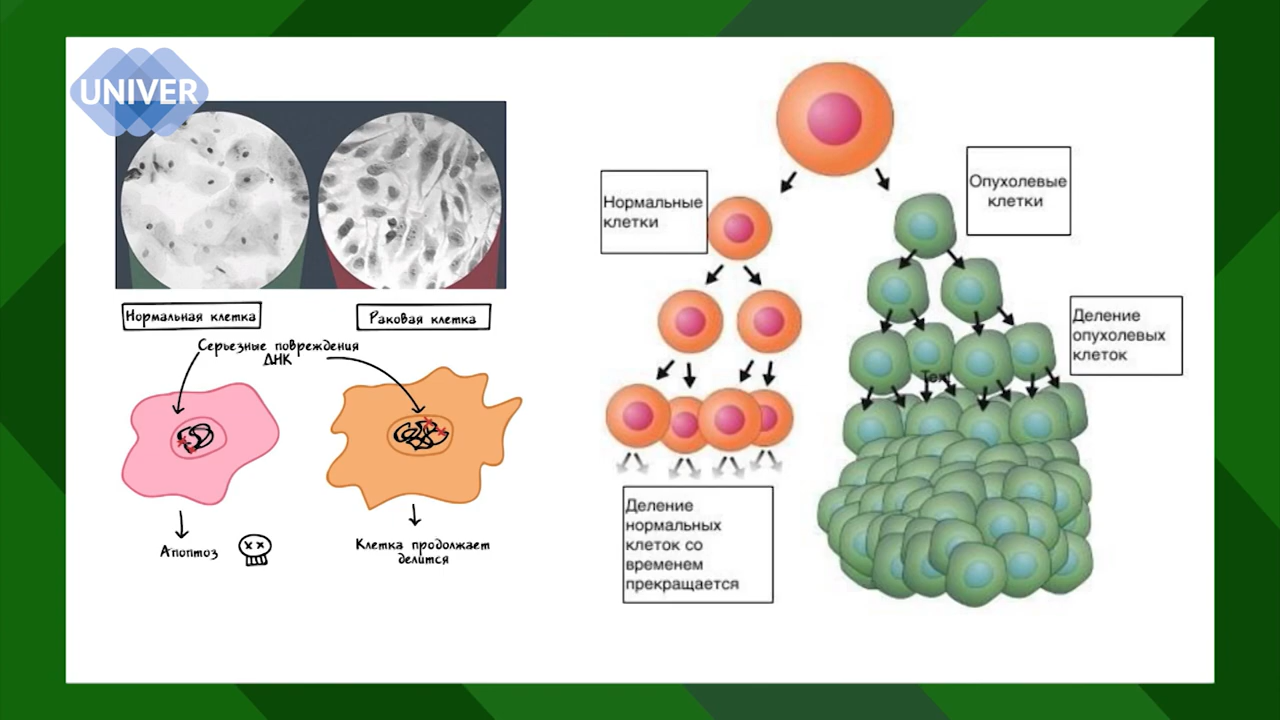 UNIVER
Нормальная клетка
Раковая клетка
Серьезные повреждения
ДНК
Апоптоз
Клетка продолжает
делится
Нормальные
клетки
Опухолевые
клетки
Деление
опухолевых
клеток
Text
Деление
нормальных
клеток со
временем
прекращается